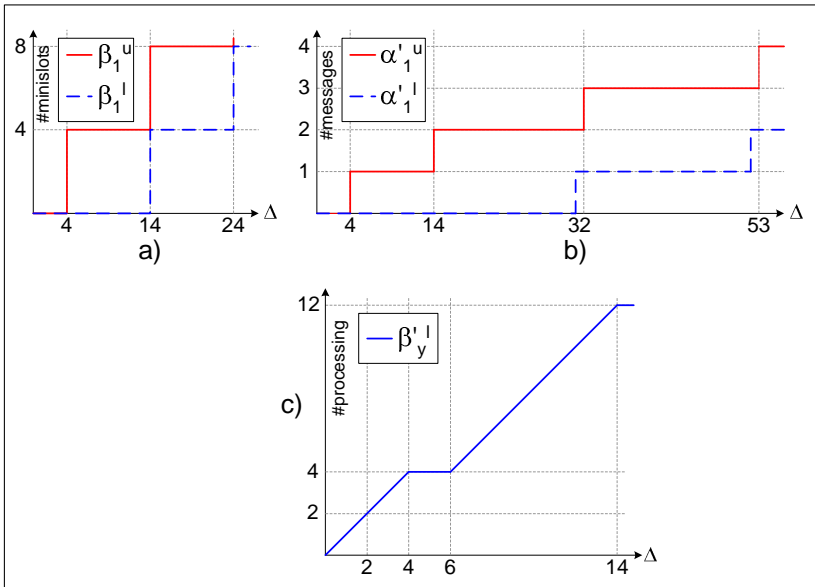 8
4
#minislots
β₁ᵘ
β₁ˡ
4 14 24 Δ
a)
4
3
2
1
#messages
α'₁ᵘ
α'₁ˡ
4 14 32 53 Δ
b)
c)
12
4
2
#processing
β'ᵧˡ
2 4 6 14 Δ